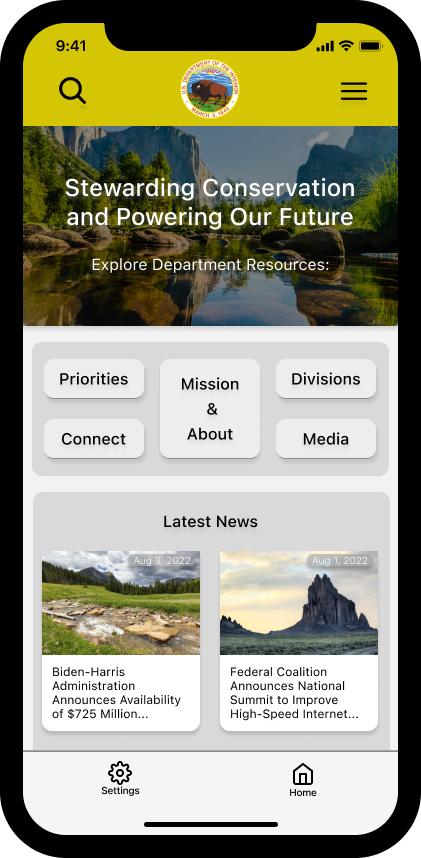 9:41
U.S. DEPARTMENT OF THE INTERIOR
MARCH 3, 1849
Stewarding Conservation
and Powering Our Future
Explore Department Resources:
Priorities
Mission
&
About
Divisions
Connect
Media
Latest News
Aug 3, 2022
Biden-Harris
Administration
Announces Availability
of $725 Million...
Aug 1, 2022
Federal Coalition
Announces National
Summit to Improve
High-Speed Internet...
Settings
Home